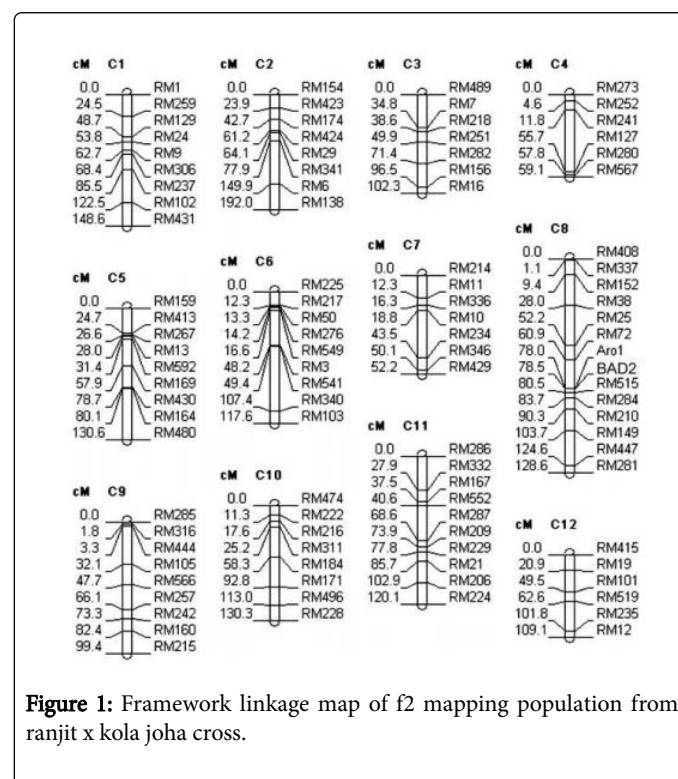 cM C1
0.0 RM1
24.5 RM259
48.7 RM129
53.8 RM24
62.7 RM9
68.4 RM306
85.5 RM237
122.5 RM102
148.6 RM431
cM C2
0.0 RM154
23.9 RM423
42.7 RM174
61.2 RM424
64.1 RM29
77.9 RM341
149.9 RM6
192.0 RM138
cM C3
0.0 RM489
34.8 RM7
38.6 RM218
49.9 RM251
71.4 RM282
96.5 RM156
102.3 RM16
cM C4
0.0 RM273
4.6 RM252
11.8 RM241
55.7 RM127
57.8 RM280
59.1 RM567
cM C5
0.0 RM159
24.7 RM413
26.6 RM267
28.0 RM13
31.4 RM592
57.9 RM169
78.7 RM430
80.1 RM164
130.6 RM480
cM C6
0.0 RM225
12.3 RM217
13.3 RM50
14.2 RM276
16.6 RM549
48.2 RM3
49.4 RM541
107.4 RM340
117.6 RM103
cM C7
0.0 RM214
12.3 RM11
16.3 RM336
18.8 RM10
43.5 RM234
50.1 RM346
52.2 RM429
cM C8
0.0 RM408
1.1 RM337
9.4 RM152
28.0 RM38
52.2 RM25
60.9 RM72
78.0 Aro1
78.5 BAD2
80.5 RM515
83.7 RM284
90.3 RM210
103.7 RM149
124.6 RM447
128.6 RM281
cM C9
0.0 RM285
1.8 RM316
3.3 RM444
32.1 RM105
47.7 RM566
66.1 RM257
73.3 RM242
82.4 RM160
99.4 RM215
cM C10
0.0 RM474
11.3 RM222
17.6 RM216
25.2 RM311
58.3 RM184
92.8 RM171
113.0 RM496
130.3 RM228
cM C11
0.0 RM286
27.9 RM332
37.5 RM167
40.6 RM552
68.6 RM287
73.9 RM209
77.8 RM229
85.7 RM21
102.9 RM206
120.1 RM224
cM C12
0.0 RM415
20.9 RM19
49.5 RM101
62.6 RM519
101.8 RM235
109.1 RM12
Figure 1: Framework linkage map of f2 mapping population from
ranjit x kola joha cross.